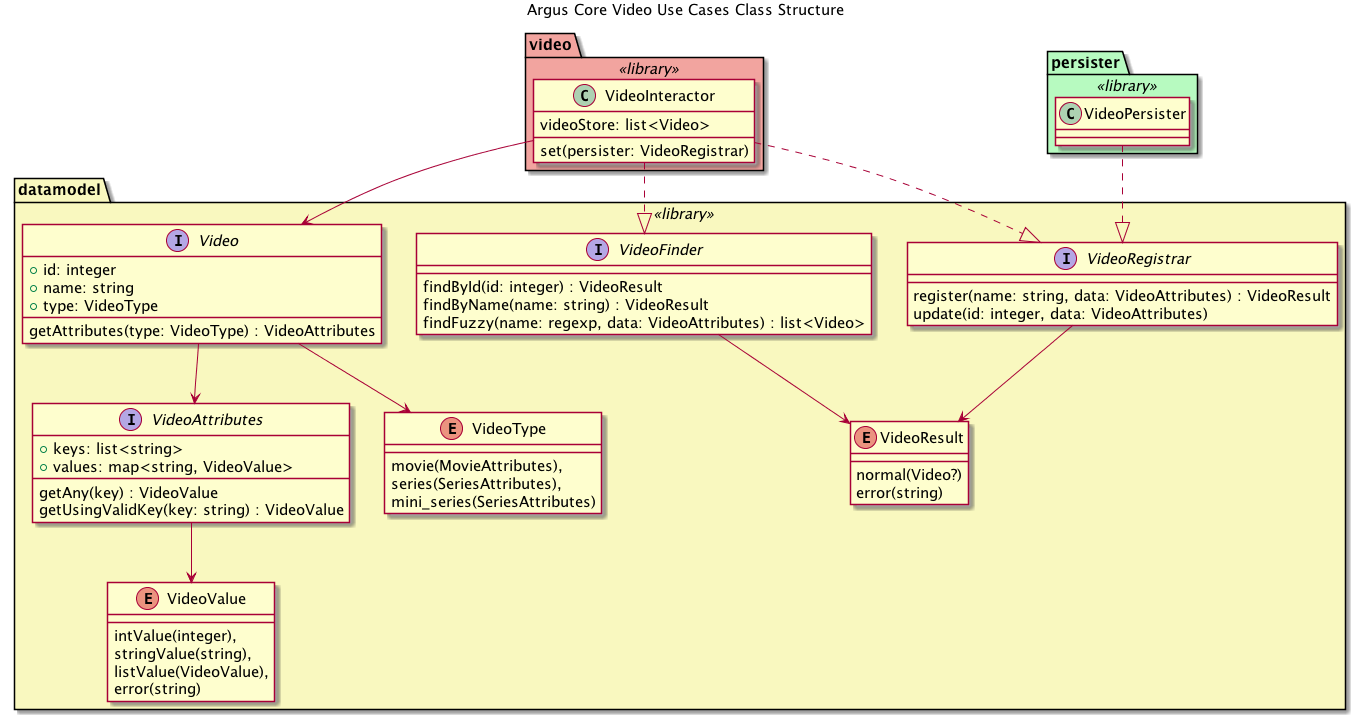 Argus Core Video Use Cases Class Structure
video
«library»
C VideoInteractor
videoStore: list<Video>
set(persister: VideoRegistrar)
persister
«library»
C VideoPersister
datamodel
«library»
I Video
id: integer
name: string
type: VideoType
getAttributes(type: VideoType) : VideoAttributes
I VideoFinder
findById(id: integer) : VideoResult
findByName(name: string) : VideoResult
findFuzzy(name: regexp, data: VideoAttributes) : list<Video>
I VideoRegistrar
register(name: string, data: VideoAttributes) : VideoResult
update(id: integer, data: VideoAttributes)
I VideoAttributes
keys: list<string>
values: map<string, VideoValue>
getAny(key) : VideoValue
getUsingValidKey(key: string) : VideoValue
E VideoType
movie(MovieAttributes),
series(SeriesAttributes),
mini_series(SeriesAttributes)
E VideoResult
normal(Video?)
error(string)
E VideoValue
intValue(integer),
stringValue(string),
listValue(VideoValue),
error(string)